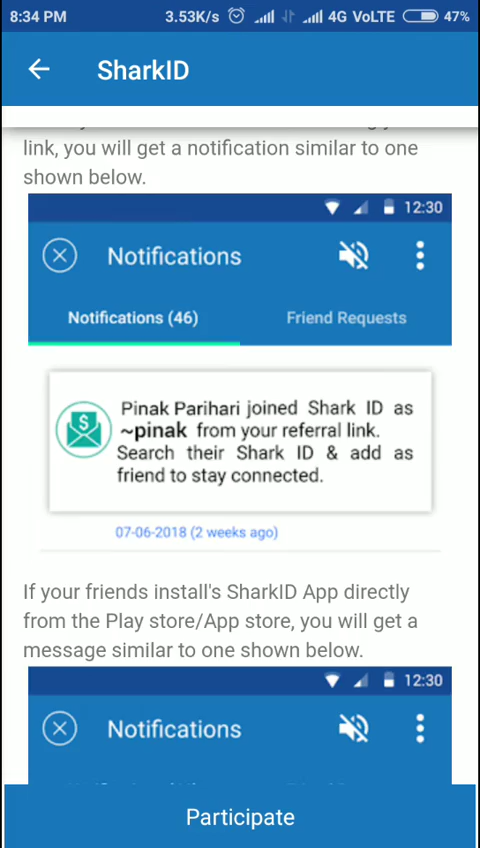 8:34 PM 3.53K/s 4G VoLTE 47%
SharkID
link, you will get a notification similar to one
shown below.
12:30
Notifications
Notifications (46) Friend Requests
Pinak Parihari joined Shark ID as
~pinak from your referral link.
Search their Shark ID & add as
friend to stay connected.
07-06-2018 (2 weeks ago)
If your friends install's SharkID App directly
from the Play store/App store, you will get a
message similar to one shown below.
12:30
Notifications
Participate